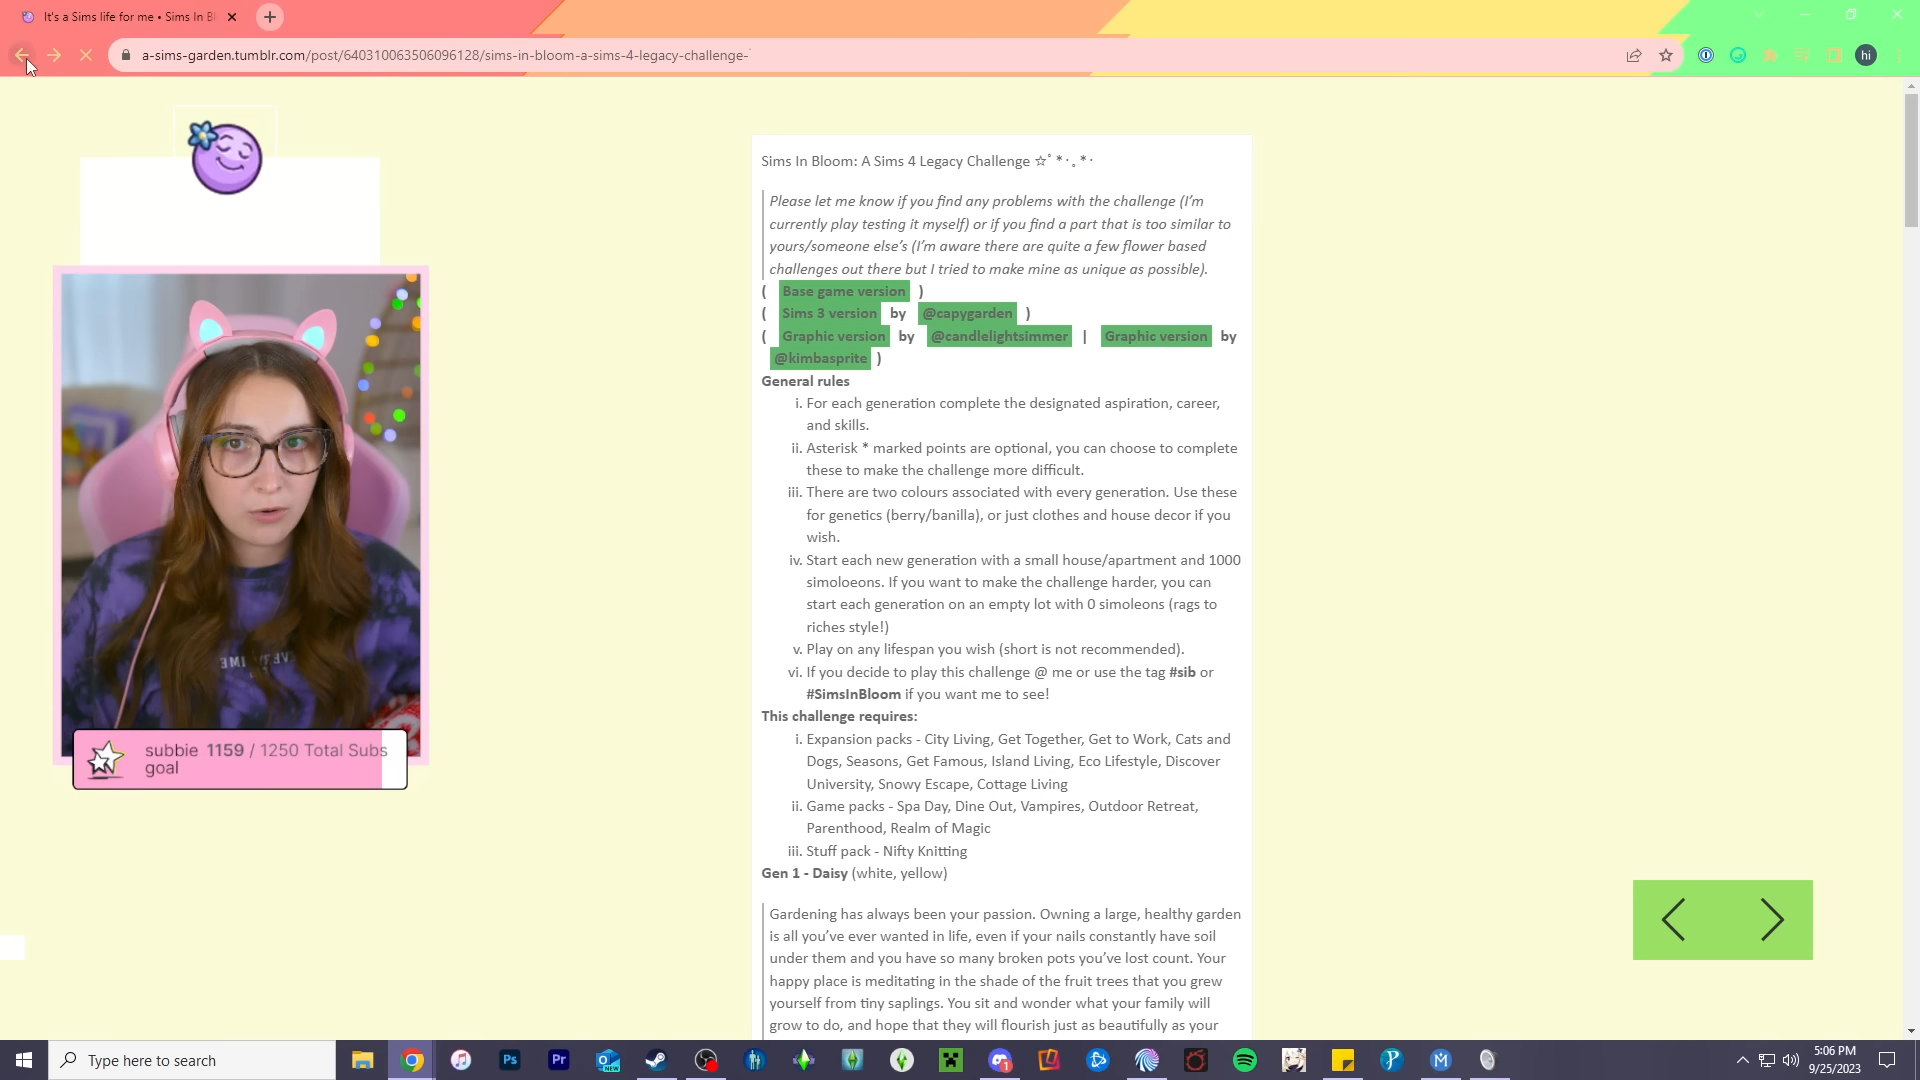 It's a Sims life for me • Sims In Bl
a-sims-garden.tumblr.com/post/640310063506096128/sims-in-bloom-a-sims-4-legacy-challenge-
hi
Sims In Bloom: A Sims 4 Legacy Challenge ☆ﾟ*･｡*･
Please let me know if you find any problems with the challenge (I'm
currently play testing it myself) or if you find a part that is too similar to
yours/someone else's (I'm aware there are quite a few flower based
challenges out there but I tried to make mine as unique as possible).
( Base game version )
( Sims 3 version by @capygarden )
( Graphic version by @candlelightsimmer | Graphic version by
@kimbasprite )
General rules
i. For each generation complete the designated aspiration, career,
and skills.
ii. Asterisk * marked points are optional, you can choose to complete
these to make the challenge more difficult.
iii. There are two colours associated with every generation. Use these
for genetics (berry/banilla), or just clothes and house decor if you
wish.
iv. Start each new generation with a small house/apartment and 1000
simoloeons. If you want to make the challenge harder, you can
start each generation on an empty lot with 0 simoleons (rags to
riches style!)
v. Play on any lifespan you wish (short is not recommended).
vi. If you decide to play this challenge @ me or use the tag #sib or
#SimsInBloom if you want me to see!
This challenge requires:
i. Expansion packs - City Living, Get Together, Get to Work, Cats and
Dogs, Seasons, Get Famous, Island Living, Eco Lifestyle, Discover
University, Snowy Escape, Cottage Living
ii. Game packs - Spa Day, Dine Out, Vampires, Outdoor Retreat,
Parenthood, Realm of Magic
iii. Stuff pack - Nifty Knitting
Gen 1 - Daisy (white, yellow)
Gardening has always been your passion. Owning a large, healthy garden
is all you've ever wanted in life, even if your nails constantly have soil
under them and you have so many broken pots you've lost count. Your
happy place is meditating in the shade of the fruit trees that you grew
yourself from tiny saplings. You sit and wonder what your family will
grow to do, and hope that they will flourish just as beautifully as your
subbie 1159 / 1250 Total Subs
goal
Type here to search
Ps
Pr
NEW
1
5:06 PM
9/25/2023